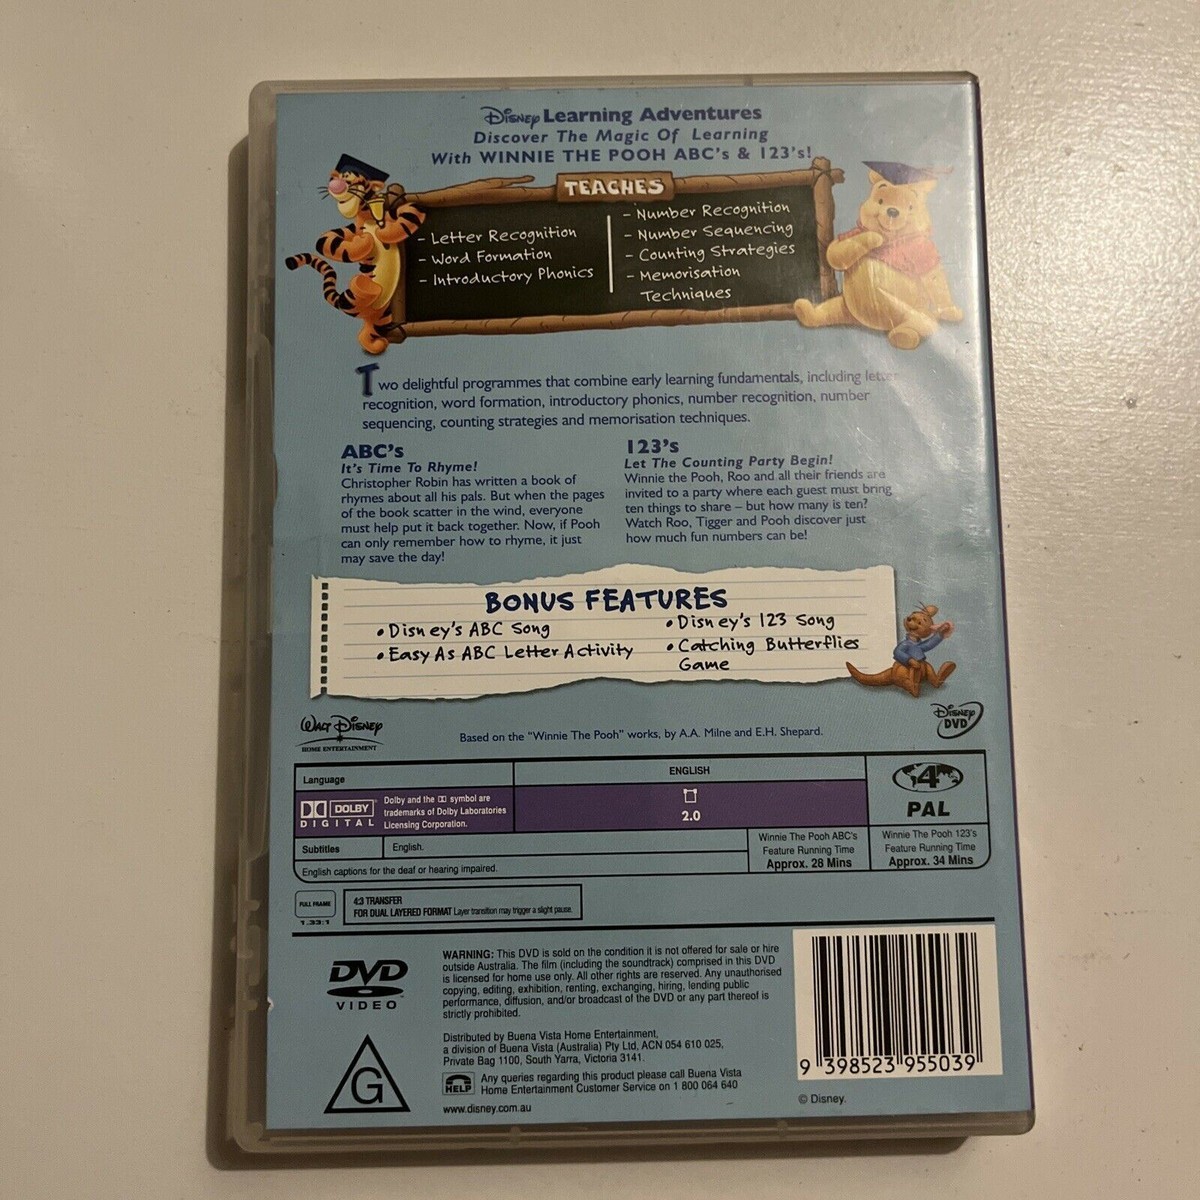 Disney Learning Adventures
Discover The Magic Of Learning
With WINNIE THE POOH ABC's & 123's!
TEACHES
- Letter Recognition
- Word Formation
- Introductory Phonics
- Number Recognition
- Number Sequencing
- Counting Strategies
- Memorisation
Techniques
Two delightful programmes that combine early learning fundamentals, including letter
recognition, word formation, introductory phonics, number recognition, number
sequencing, counting strategies and memorisation techniques.
ABC's
It's Time To Rhyme!
Christopher Robin has written a book of
rhymes about all his pals. But when the pages
of the book scatter in the wind, everyone
must help put it back together. Now, if Pooh
can only remember how to rhyme, it just
may save the day!
123's
Let The Counting Party Begin!
Winnie the Pooh, Roo and all their friends are
invited to a party where each guest must bring
ten things to share – but how many is ten?
Watch Roo, Tigger and Pooh discover just
how much fun numbers can be!
BONUS FEATURES
• Disney's ABC Song
• Easy As ABC Letter Activity
• Disney's 123 Song
• Catching Butterflies
Game
WALT DISNEY
HOME ENTERTAINMENT
Based on the "Winnie The Pooh" works, by A.A. Milne and E.H. Shepard.
Disney
DVD
Language
ENGLISH
DOLBY
DIGITAL
Dolby and the DD symbol are
trademarks of Dolby Laboratories
Licensing Corporation.
2.0
4
PAL
Subtitles
English.
English captions for the deaf or hearing impaired.
Winnie The Pooh ABC's
Feature Running Time
Approx. 28 Mins
Winnie The Pooh 123's
Feature Running Time
Approx. 34 Mins
FULL FRAME
1.33:1
4:3 TRANSFER
FOR DUAL LAYERED FORMAT Layer transition may trigger a slight pause.
DVD
VIDEO
WARNING: This DVD is sold on the condition it is not offered for sale or hire
outside Australia. The film (including the soundtrack) comprised in this DVD
is licensed for home use only. All other rights are reserved. Any unauthorised
copying, editing, exhibition, renting, exchanging, hiring, lending public
performance, diffusion, and/or broadcast of the DVD or any part thereof is
strictly prohibited.
Distributed by Buena Vista Home Entertainment,
a division of Buena Vista (Australia) Pty Ltd, ACN 054 610 025,
Private Bag 1100, South Yarra, Victoria 3141.
G
HELP
Any queries regarding this product please call Buena Vista
Home Entertainment Customer Service on 1 800 064 640
www.disney.com.au
9 398523 955039
© Disney.